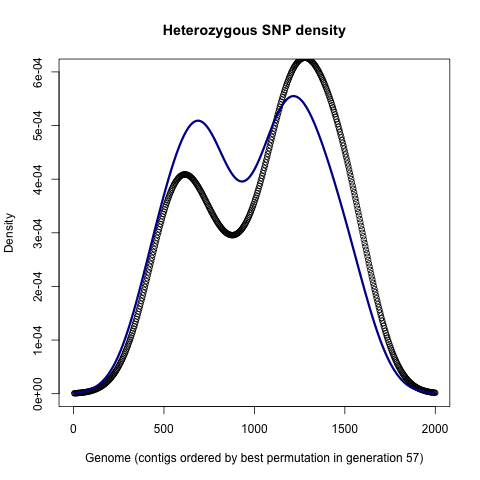 Heterozygous SNP density
6e-04
5e-04
4e-04
3e-04
2e-04
1e-04
0e+00
Density
0 500 1000 1500 2000
Genome (contigs ordered by best permutation in generation 57)